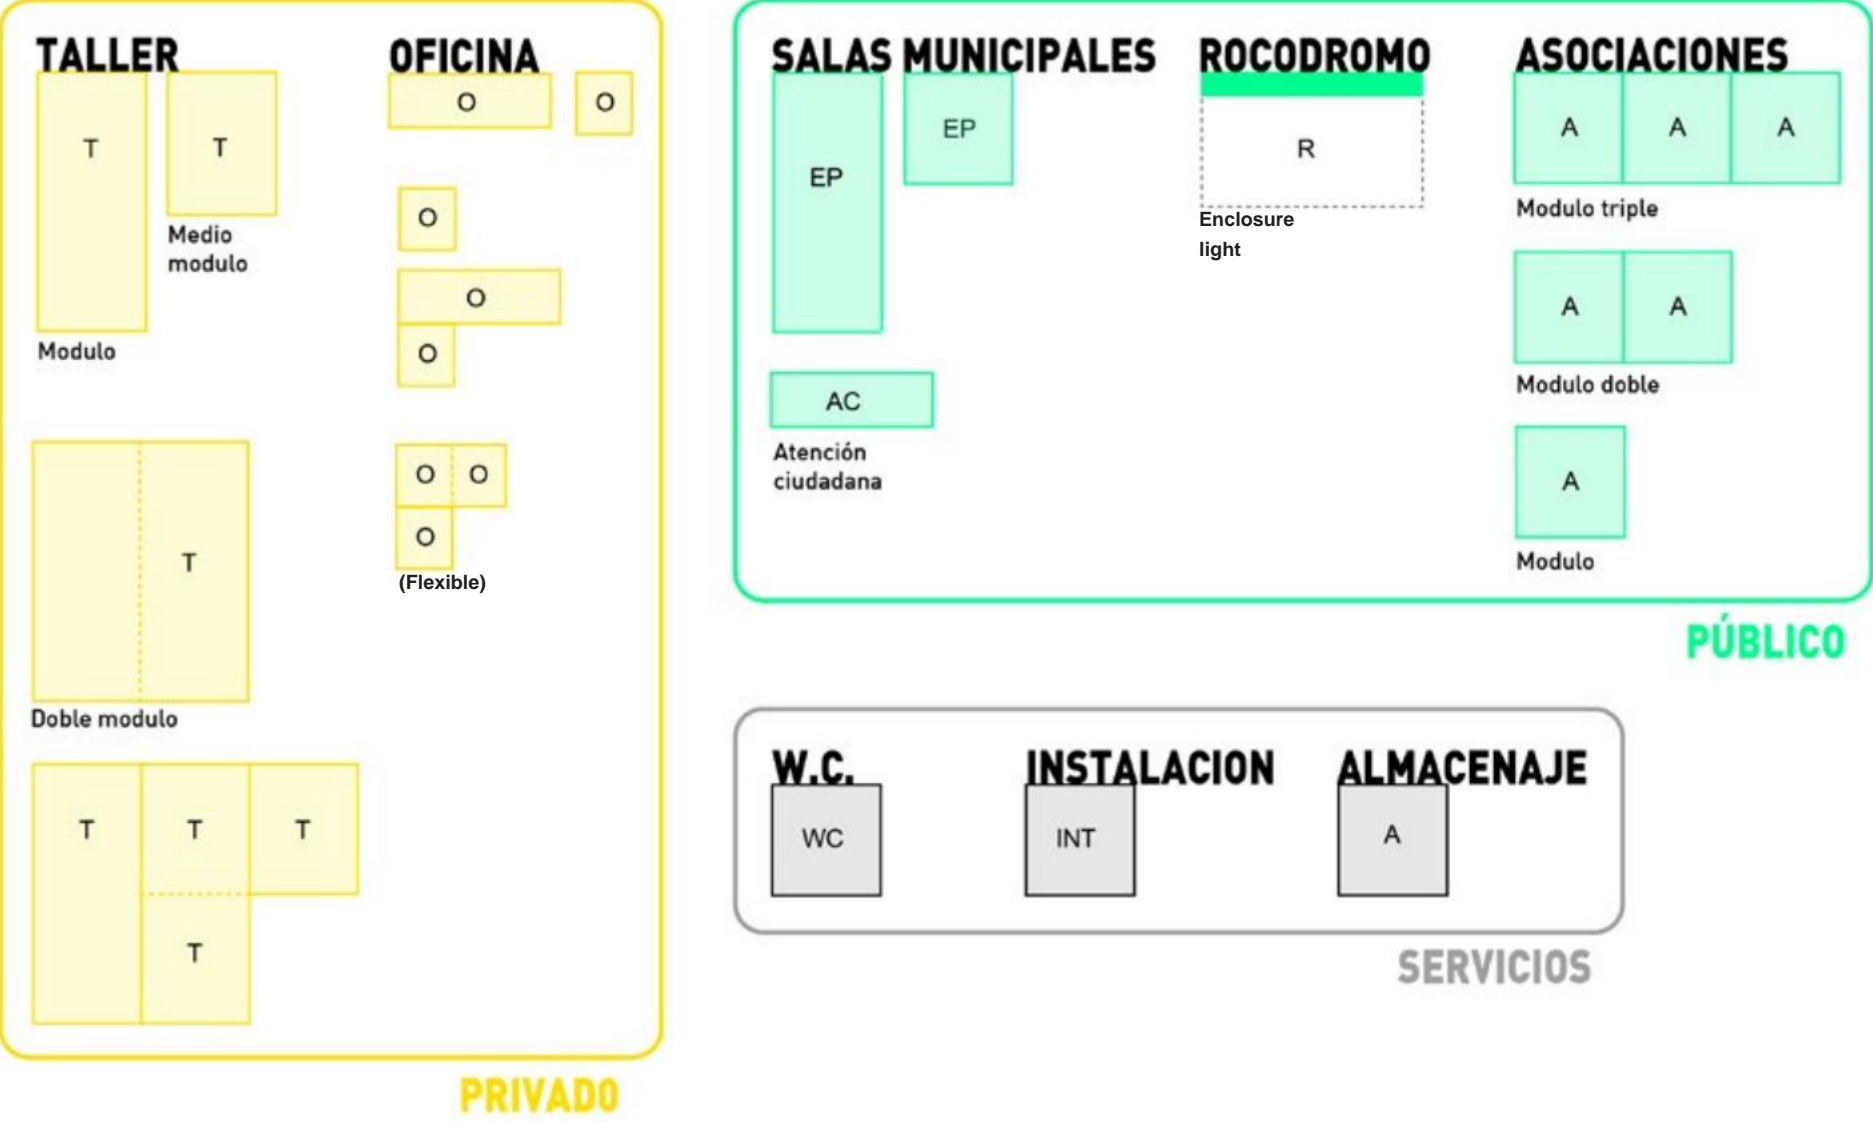 TALLER
T
T
Medio
modulo
Modulo
T
Doble modulo
T
T
T
T
OFICINA
O
O
O
O
O
O
O
O
(Flexible)
PRIVADO
SALAS MUNICIPALES
EP
EP
AC
Atención
ciudadana
ROCODROMO
R
Enclosure
light
ASOCIACIONES
A
A
A
Modulo triple
A
A
Modulo doble
A
Modulo
PÚBLICO
W.C.
WC
INSTALACION
INT
ALMACENAJE
A
SERVICIOS